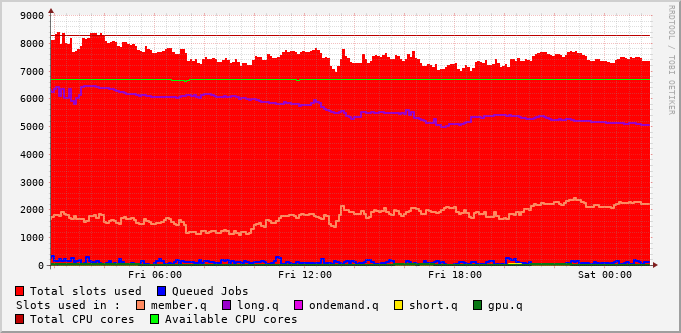 9000
8000
7000
6000
5000
4000
3000
2000
1000
0
Fri 06:00 Fri 12:00 Fri 18:00 Sat 00:00
RRDTOOL / TOBI OETIKER
Total slots used Queued Jobs
Slots used in : member.q long.q ondemand.q short.q gpu.q
Total CPU cores Available CPU cores